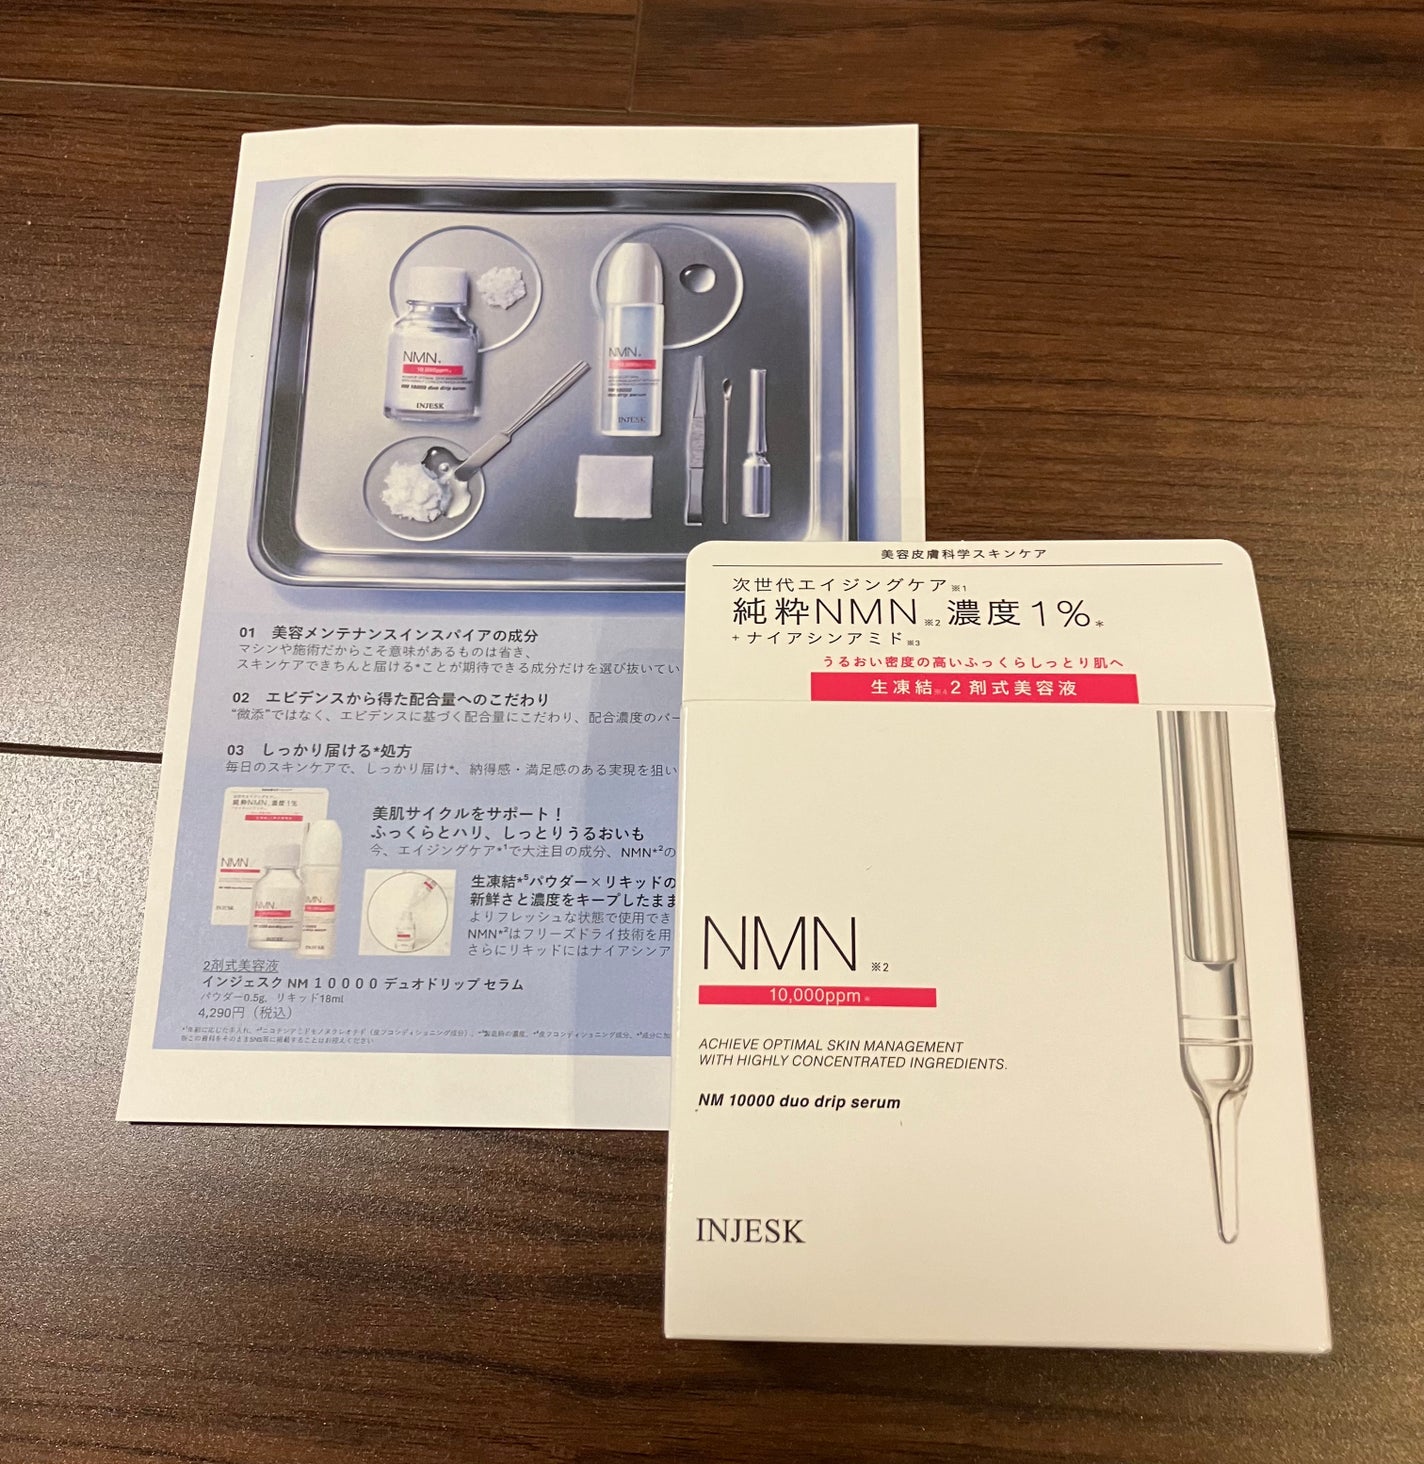 NMN※
10,000ppm※
NM 10000 duo drip serum
INJESK
NMN※
INJESK
01 美容メンテナンスインスパイアの成分
マシンや施術だからこそ意味があるものは省き、
スキンケアできちんと届ける*ことが期待できる成分だけを選び抜いてい
02 エビデンスから得た配合量へのこだわり
“微添”ではなく、エビデンスに基づく配合量にこだわり、配合濃度のパー
03 しっかり届ける*処方
毎日のスキンケアで、しっかり届け*、納得感・満足感のある実現を狙い
純粋NMN 濃度1%
NMN
INJESK
美肌サイクルをサポート！
ふっくらとハリ、しっとりうるおいも
今、エイジングケア*¹で大注目の成分、NMN*²の
生凍結*⁵パウダー×リキッドの
新鮮さと濃度をキープしたまま
よりフレッシュな状態で使用でき
NMN*²はフリーズドライ技術を用
さらにリキッドにはナイアシンア
2剤式美容液
インジェスク NM 10000 デュオドリップ セラム
パウダー0.5g、リキッド18ml
4,290円（税込）
美容皮膚科学スキンケア
次世代エイジングケア※1
純粋NMN※2濃度1%*
+ ナイアシンアミド※3
うるおい密度の高いふっくらしっとり肌へ
生凍結※4 2剤式美容液
NMN ※2
10,000ppm*
ACHIEVE OPTIMAL SKIN MANAGEMENT
WITH HIGHLY CONCENTRATED INGREDIENTS.
NM 10000 duo drip serum
INJESK